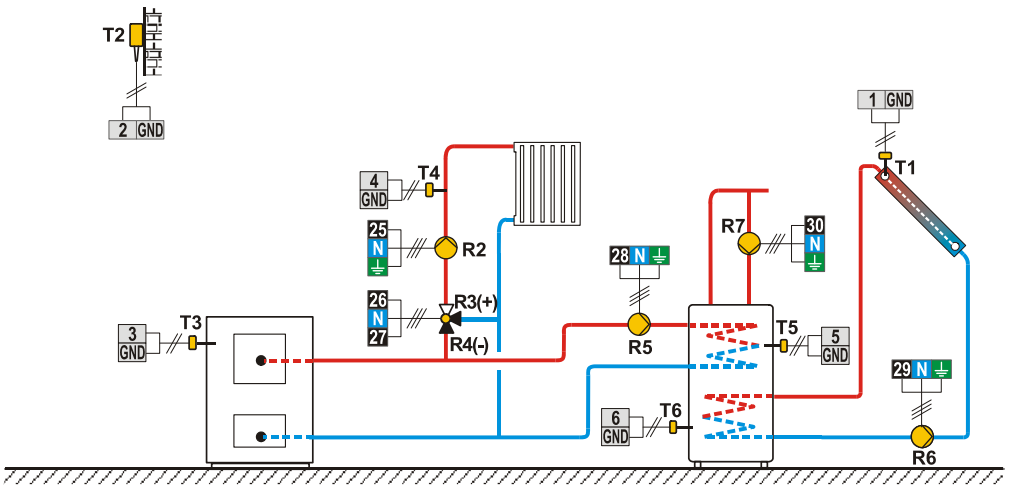 T2
2 GND
1 GND
T1
4
GND
T4
25
N
R2
26
N
27
R3(+)
R4(-)
28 N
R5
R7
30
N
3
GND
T3
T5
5
GND
6
GND
T6
29 N
R6